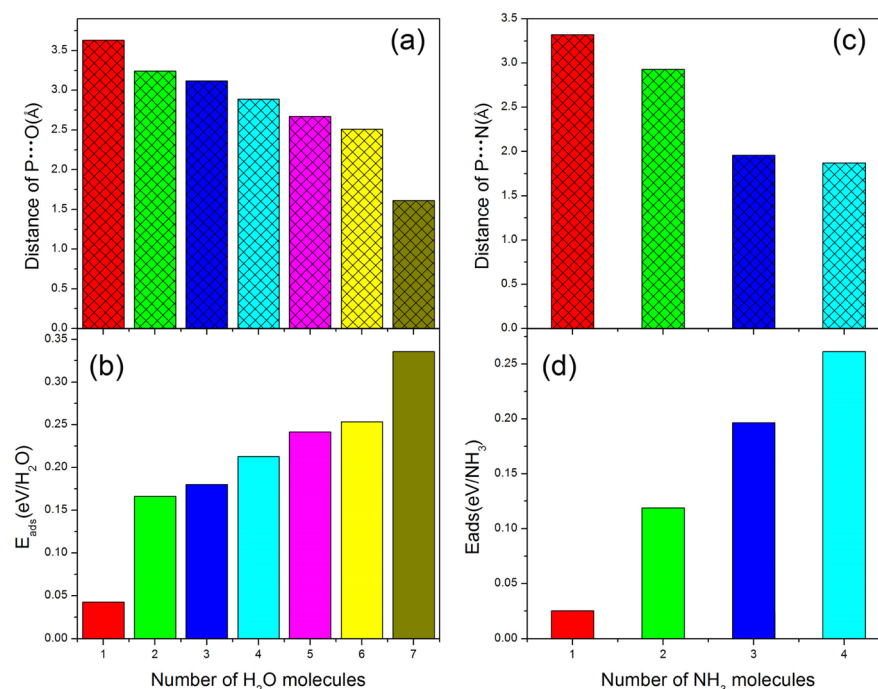 (a)
Distance of P•••O(Å)
3.5
3.0
2.5
2.0
1.5
1.0
0.5
0.0
(c)
Distance of P•••N(Å)
3.5
3.0
2.5
2.0
1.5
1.0
0.5
0.0
(b)
E_ads(eV/H₂O)
0.35
0.30
0.25
0.20
0.15
0.10
0.05
0.00
1 2 3 4 5 6 7
Number of H₂O molecules
(d)
Eads(eV/NH₃)
0.25
0.20
0.15
0.10
0.05
0.00
1 2 3 4
Number of NH₃ molecules